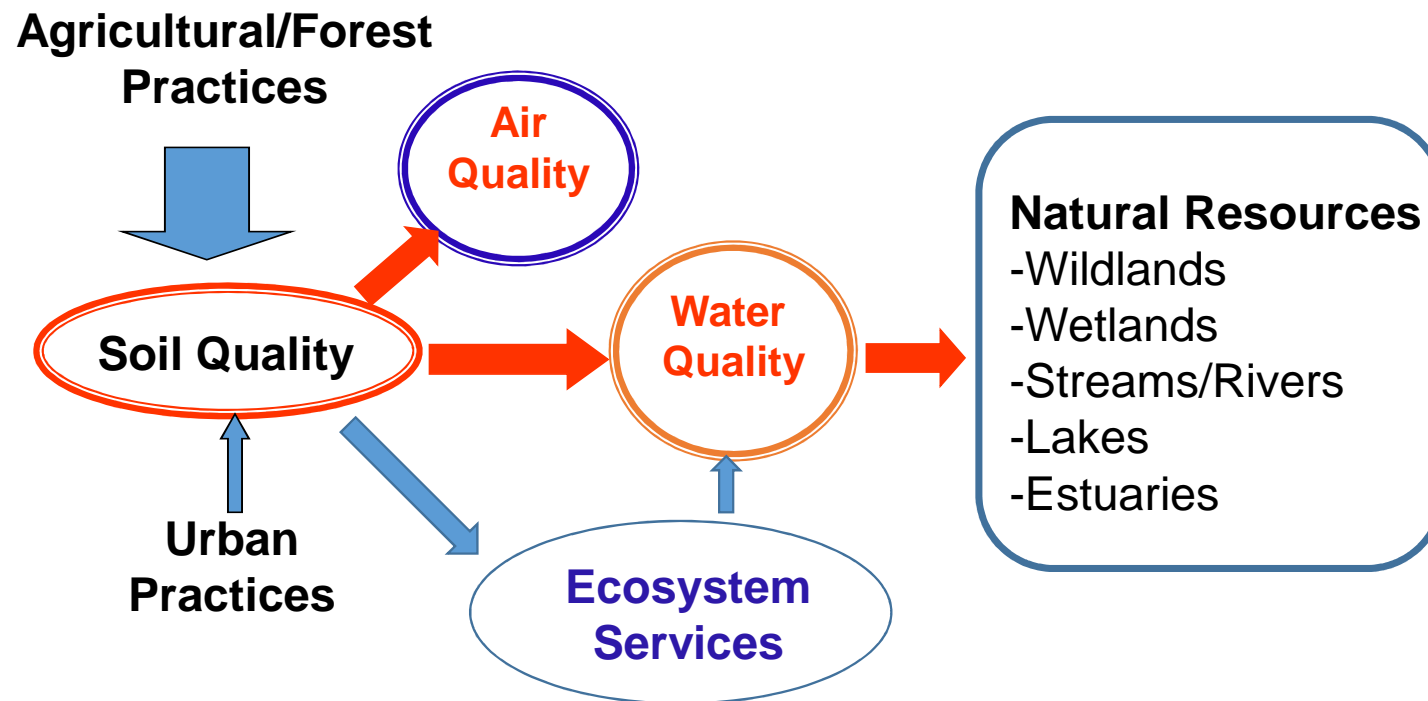 Agricultural/Forest
Practices
Air
Quality
Soil Quality
Water
Quality
Urban
Practices
Ecosystem
Services
Natural Resources
-Wildlands
-Wetlands
-Streams/Rivers
-Lakes
-Estuaries